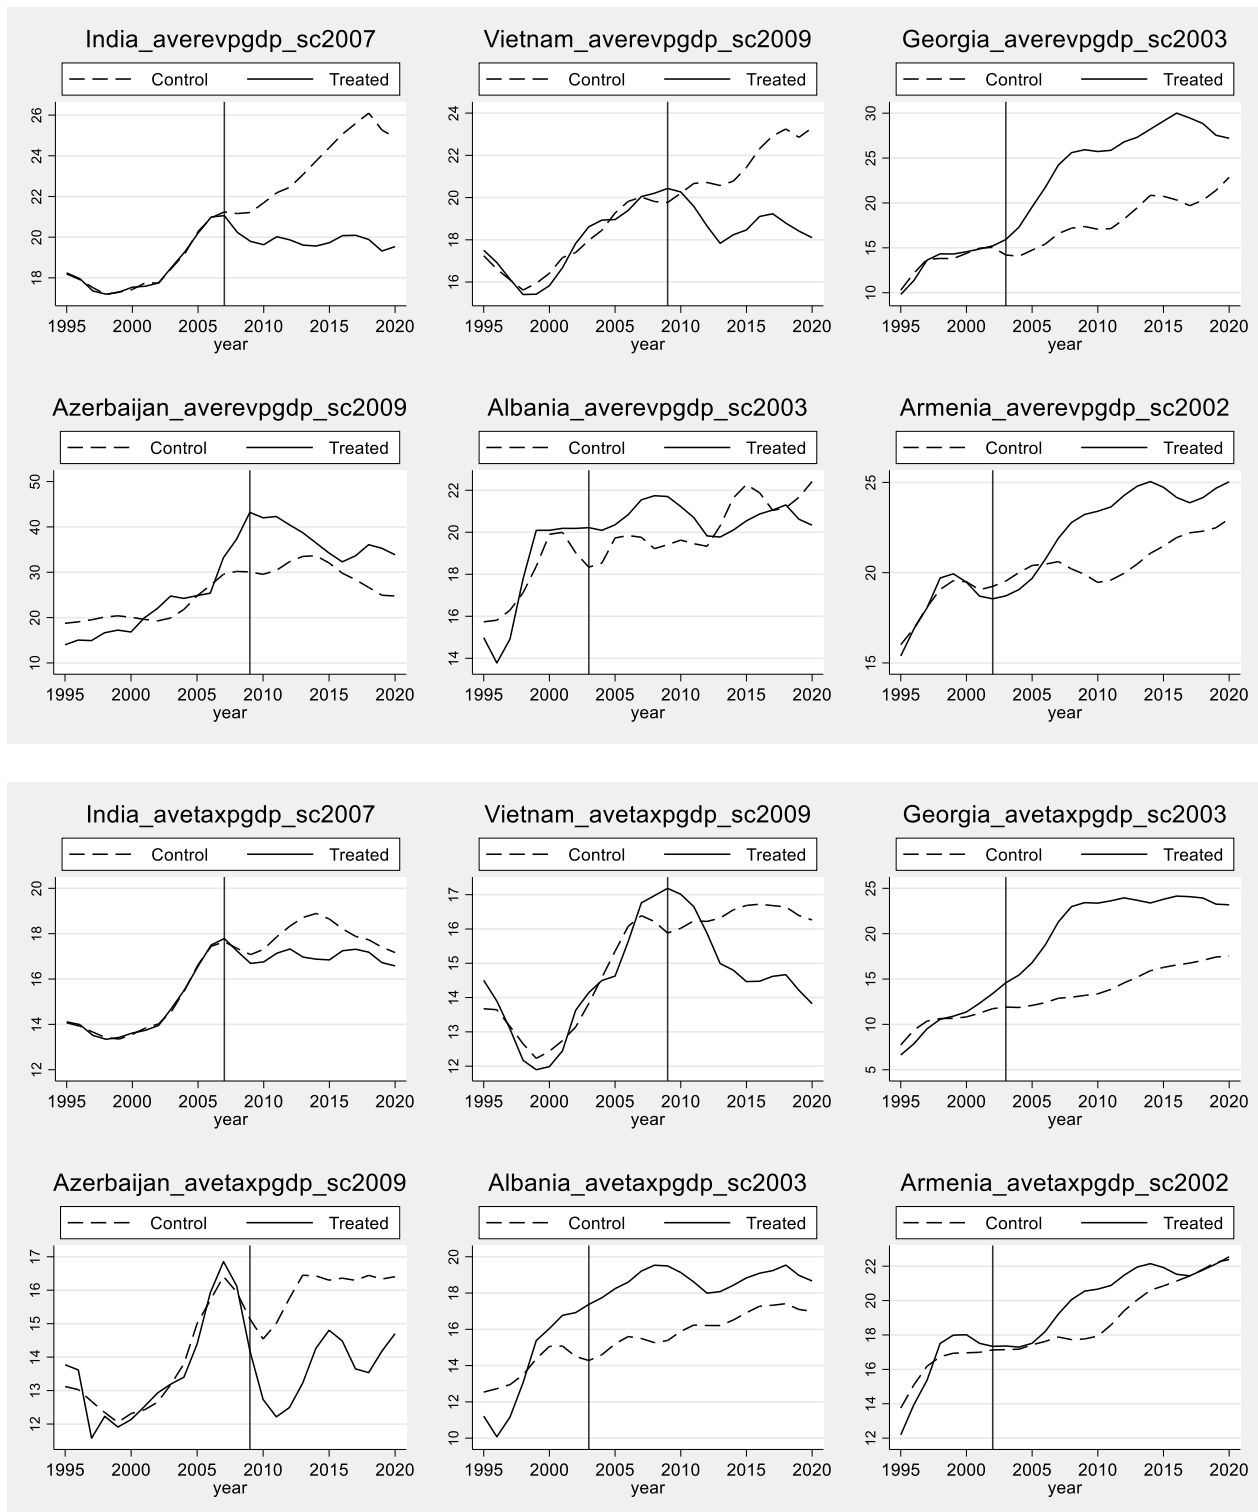 India_averevpgdp_sc2007
Control Treated
26
24
22
20
18
1995 2000 2005 2010 2015 2020
year
Vietnam_averevpgdp_sc2009
Control Treated
24
22
20
18
16
1995 2000 2005 2010 2015 2020
year
Georgia_averevpgdp_sc2003
Control Treated
30
25
20
15
10
1995 2000 2005 2010 2015 2020
year
Azerbaijan_averevpgdp_sc2009
Control Treated
50
40
30
20
10
1995 2000 2005 2010 2015 2020
year
Albania_averevpgdp_sc2003
Control Treated
22
20
18
16
14
1995 2000 2005 2010 2015 2020
year
Armenia_averevpgdp_sc2002
Control Treated
25
20
15
1995 2000 2005 2010 2015 2020
year
India_avetaxpgdp_sc2007
Control Treated
20
18
16
14
12
1995 2000 2005 2010 2015 2020
year
Vietnam_avetaxpgdp_sc2009
Control Treated
17
16
15
14
13
12
1995 2000 2005 2010 2015 2020
year
Georgia_avetaxpgdp_sc2003
Control Treated
25
20
15
10
5
1995 2000 2005 2010 2015 2020
year
Azerbaijan_avetaxpgdp_sc2009
Control Treated
17
16
15
14
13
12
1995 2000 2005 2010 2015 2020
year
Albania_avetaxpgdp_sc2003
Control Treated
20
18
16
14
12
10
1995 2000 2005 2010 2015 2020
year
Armenia_avetaxpgdp_sc2002
Control Treated
22
20
18
16
14
12
1995 2000 2005 2010 2015 2020
year